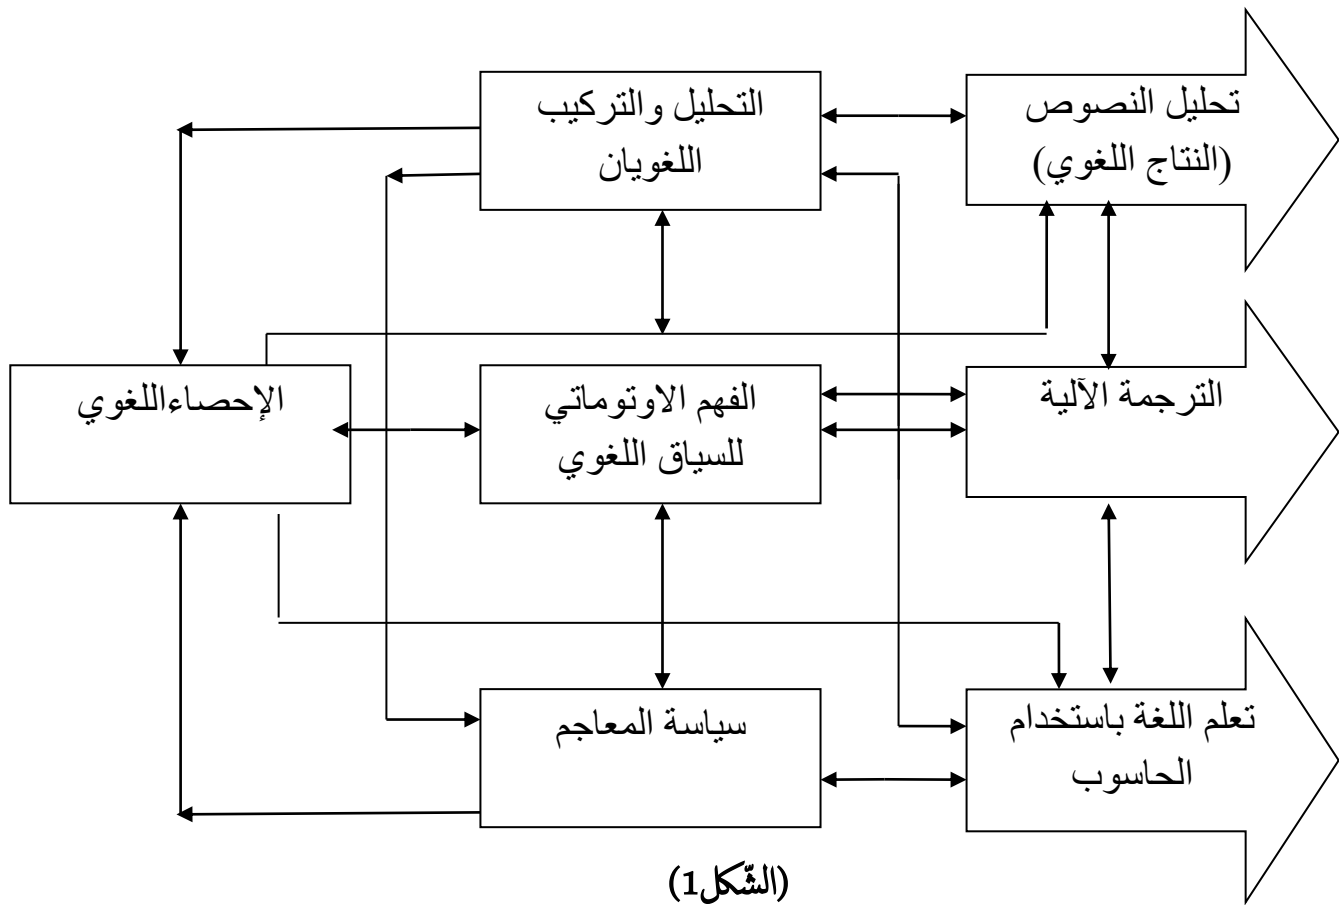 تحليل النصوص
(النتاج اللغوي)
التحليل والتركيب
اللغويان
الترجمة الآلية
الفهم الاوتوماتي
للسياق اللغوي
الإحصاءاللغوي
تعلم اللغة باستخدام
الحاسوب
سياسة المعاجم
(الشّكل1)